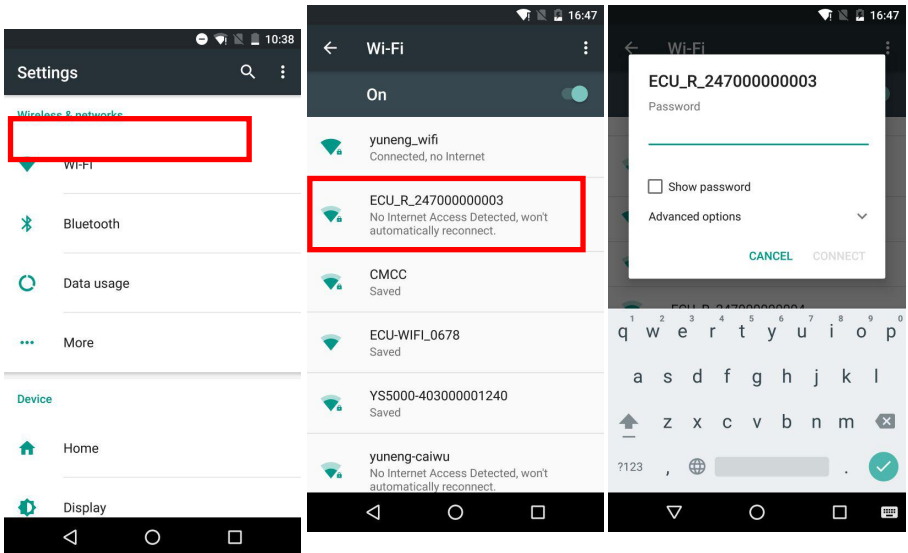 10:38
Settings
Wireless & networks
Wi-Fi
Bluetooth
Data usage
More
Device
Home
Display
16:47
Wi-Fi
On
yuneng_wifi
Connected, no Internet
ECU_R_247000000003
No Internet Access Detected, won't
automatically reconnect.
CMCC
Saved
ECU-WIFI_0678
Saved
YS5000-403000001240
Saved
yuneng-caiwu
No Internet Access Detected, won't
automatically reconnect.
16:47
Wi-Fi
ECU_R_247000000003
Password
Show password
Advanced options
CANCEL CONNECT
ECU_R_247000000004
1 2 3 4 5 6 7 8 9 0
q w e r t y u i o p
a s d f g h j k l
z x c v b n m
?123 , .